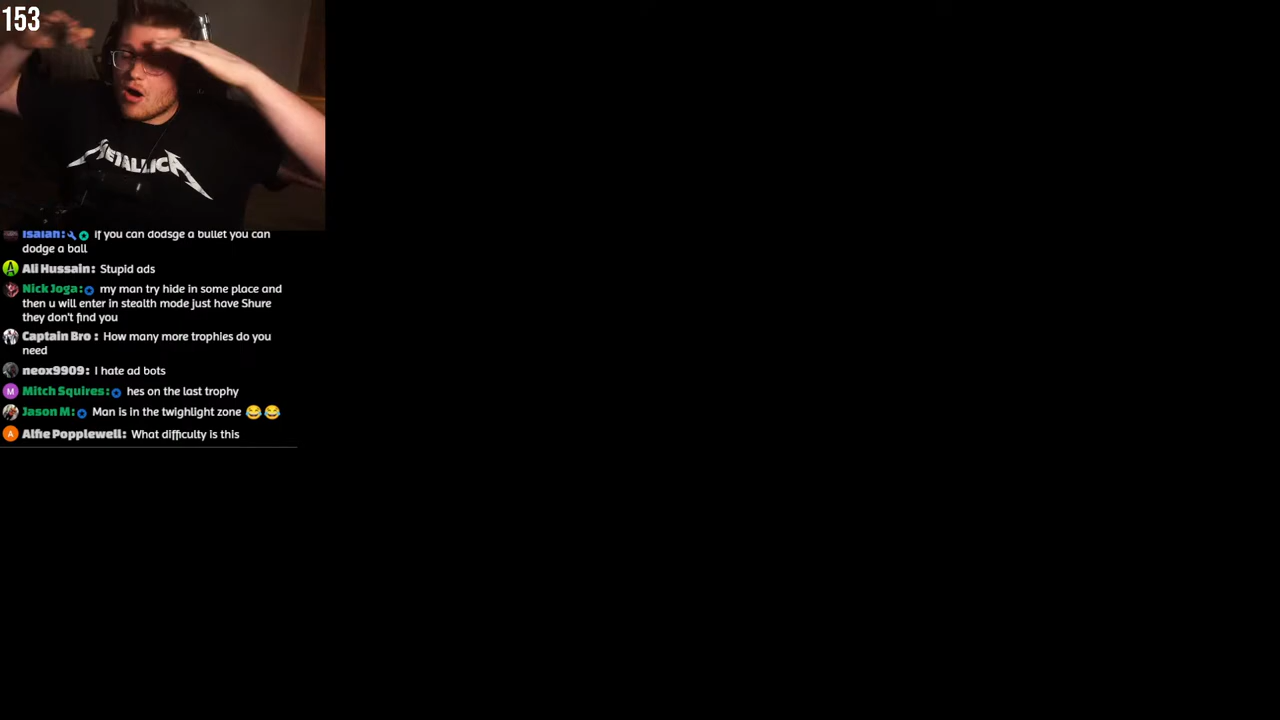 153
METALLICA
Isaiah: if you can dodsge a bullet you can
dodge a ball
Ali Hussain: Stupid ads
Nick Joga: my man try hide in some place and
then u will enter in stealth mode just have Shure
they don't find you
Captain Bro : How many more trophies do you
need
neox9909: I hate ad bots
M Mitch Squires: hes on the last trophy
Jason M: Man is in the twighlight zone 😂 😂
A Alfie Popplewell: What difficulty is this